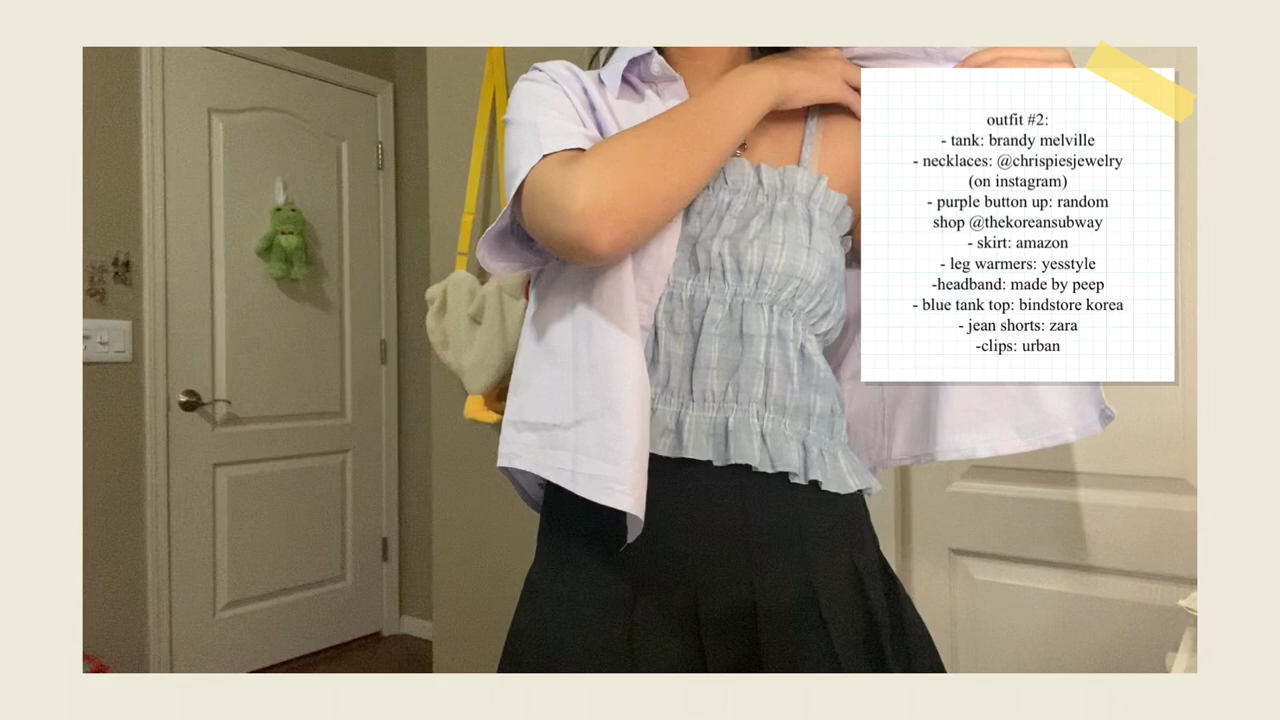 outfit #2:
- tank: brandy melville
- necklaces: @chrispiesjewelry
(on instagram)
- purple button up: random
shop @thekoreansubway
- skirt: amazon
- leg warmers: yesstyle
-headband: made by peep
- blue tank top: bindstore korea
- jean shorts: zara
-clips: urban